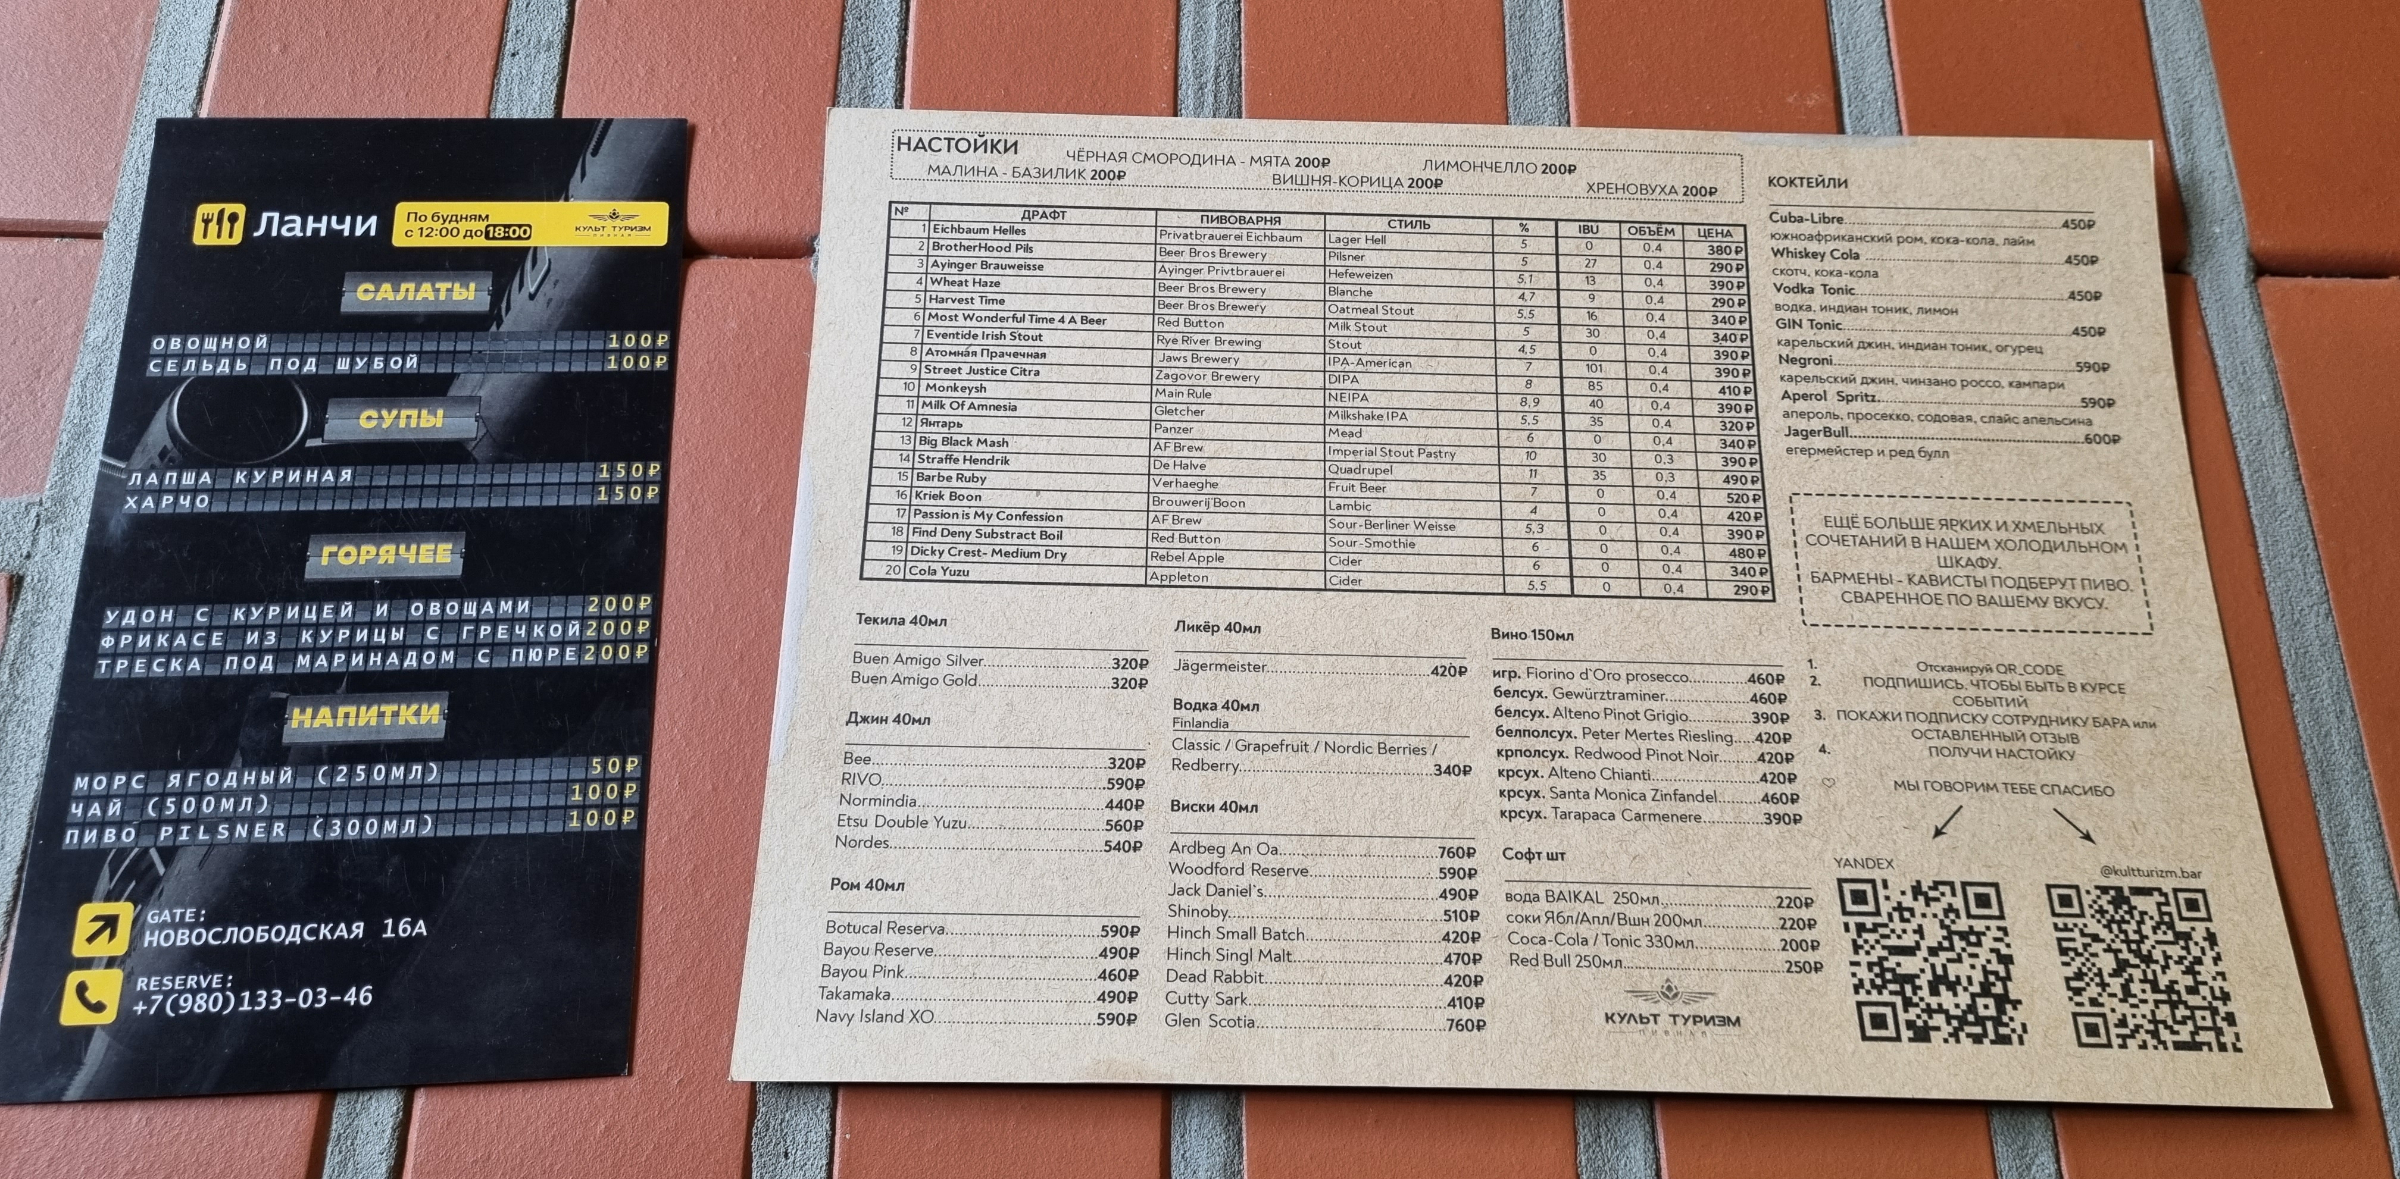 Ланчи
По будням
с 12:00 до 18:00
КУЛЬТ ТУРИЗМ
ПИВНАЯ
САЛАТЫ
ОВОЩНОЙ 100₽
СЕЛЬДЬ ПОД ШУБОЙ 100₽
СУПЫ
ЛАПША КУРИНАЯ 150₽
ХАРЧО 150₽
ГОРЯЧЕЕ
УДОН С КУРИЦЕЙ И ОВОЩАМИ 200₽
ФРИКАСЕ ИЗ КУРИЦЫ С ГРЕЧКОЙ 200₽
ТРЕСКА ПОД МАРИНАДОМ С ПЮРЕ 200₽
НАПИТКИ
МОРС ЯГОДНЫЙ (250МЛ) 50₽
ЧАЙ (500МЛ) 100₽
ПИВО PILSNER (300МЛ) 100₽
GATE:
НОВОСЛОБОДСКАЯ 16А
RESERVE:
+7(980)133-03-46
НАСТОЙКИ
ЧЁРНАЯ СМОРОДИНА - МЯТА 200₽ ЛИМОНЧЕЛЛО 200₽
МАЛИНА - БАЗИЛИК 200₽ ВИШНЯ-КОРИЦА 200₽ ХРЕНОВУХА 200₽
№ ДРАФТ ПИВОВАРНЯ СТИЛЬ % IBU ОБЪЁМ ЦЕНА
1 Eichbaum Helles Privatbrauerei Eichbaum Lager Hell 5 0 0,4 380₽
2 BrotherHood Pils Beer Bros Brewery Pilsner 5 27 0,4 290₽
3 Ayinger Brauweisse Ayinger Privtbrauerei Hefeweizen 5,1 13 0,4 390₽
4 Wheat Haze Beer Bros Brewery Blanche 4,7 9 0,4 290₽
5 Harvest Time Beer Bros Brewery Oatmeal Stout 5,5 16 0,4 340₽
6 Most Wonderful Time 4 A Beer Red Button Milk Stout 5 30 0,4 340₽
7 Eventide Irish Stout Rye River Brewing Stout 4,5 0 0,4 390₽
8 Атомная Прачечная Jaws Brewery IPA-American 7 101 0,4 390₽
9 Street Justice Citra Zagovor Brewery DIPA 8 85 0,4 410₽
10 Monkeysh Main Rule NEIPA 8,9 40 0,4 390₽
11 Milk Of Amnesia Gletcher Milkshake IPA 5,5 35 0,4 320₽
12 Янтарь Panzer Mead 6 0 0,4 340₽
13 Big Black Mash AF Brew Imperial Stout Pastry 10 30 0,3 390₽
14 Straffe Hendrik De Halve Quadrupel 11 35 0,3 490₽
15 Barbe Ruby Verhaeghe Fruit Beer 7 0 0,4 520₽
16 Kriek Boon Brouwerij Boon Lambic 4 0 0,4 420₽
17 Passion is My Confession AF Brew Sour-Berliner Weisse 5,3 0 0,4 390₽
18 Find Deny Substract Boil Red Button Sour-Smothie 6 0 0,4 480₽
19 Dicky Crest- Medium Dry Rebel Apple Cider 6 0 0,4 340₽
20 Cola Yuzu Appleton Cider 5,5 0 0,4 290₽
Текила 40мл
Buen Amigo Silver 320₽
Buen Amigo Gold 320₽
Джин 40мл
Bee 320₽
RIVO 590₽
Normindia 440₽
Etsu Double Yuzu 560₽
Nordes 540₽
Ром 40мл
Botucal Reserva 590₽
Bayou Reserve 490₽
Bayou Pink 460₽
Takamaka 490₽
Navy Island XO 590₽
Ликёр 40мл
Jägermeister 420₽
Водка 40мл
Finlandia
Classic / Grapefruit / Nordic Berries /
Redberry 340₽
Виски 40мл
Ardbeg An Oa 760₽
Woodford Reserve 590₽
Jack Daniel`s 490₽
Shinoby 510₽
Hinch Small Batch 420₽
Hinch Singl Malt 470₽
Dead Rabbit 420₽
Cutty Sark 410₽
Glen Scotia 760₽
Вино 150мл
игр. Fiorino d`Oro prosecco 460₽
белсух. Gewürztraminer 460₽
белсух. Alteno Pinot Grigio 390₽
белполсух. Peter Mertes Riesling 420₽
крполсух. Redwood Pinot Noir 420₽
крсух. Alteno Chianti 420₽
крсух. Santa Monica Zinfandel 460₽
крсух. Tarapaca Carmenere 390₽
Софт шт
вода BAIKAL 250мл 220₽
соки Ябл/Апл/Вшн 200мл 220₽
Coca-Cola / Tonic 330мл 200₽
Red Bull 250мл 250₽
КУЛЬТ ТУРИЗМ
ПИВНАЯ
КОКТЕЙЛИ
Cuba-Libre 450₽
южноафриканский ром, кока-кола, лайм
Whiskey Cola 450₽
скотч, кока-кола
Vodka Tonic 450₽
водка, индиан тоник, лимон
GIN Tonic 450₽
карельский джин, индиан тоник, огурец
Negroni 590₽
карельский джин, чинзано россо, кампари
Aperol Spritz 590₽
апероль, просекко, содовая, слайс апельсина
JagerBull 600₽
егермейстер и ред булл
ЕЩЁ БОЛЬШЕ ЯРКИХ И ХМЕЛЬНЫХ
СОЧЕТАНИЙ В НАШЕМ ХОЛОДИЛЬНОМ
ШКАФУ.
БАРМЕНЫ - КАВИСТЫ ПОДБЕРУТ ПИВО.
СВАРЕННОЕ ПО ВАШЕМУ ВКУСУ.
1. Отсканируй QR_CODE
2. ПОДПИШИСЬ, ЧТОБЫ БЫТЬ В КУРСЕ
СОБЫТИЙ
3. ПОКАЖИ ПОДПИСКУ СОТРУДНИКУ БАРА или
ОСТАВЛЕННЫЙ ОТЗЫВ
4. ПОЛУЧИ НАСТОЙКУ
МЫ ГОВОРИМ ТЕБЕ СПАСИБО
YANDEX
@kultturizm.bar